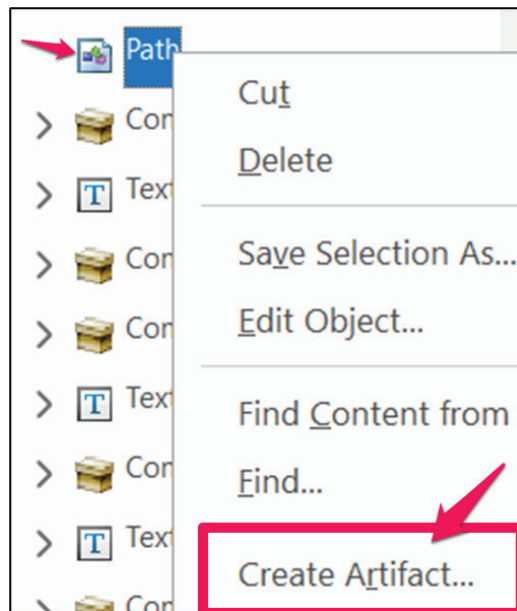 Path
Cut
Con
Delete
Text
Con
Save Selection As...
Con
Edit Object...
Text
Find Content from
Con
Find...
Text
Create Artifact...
Con